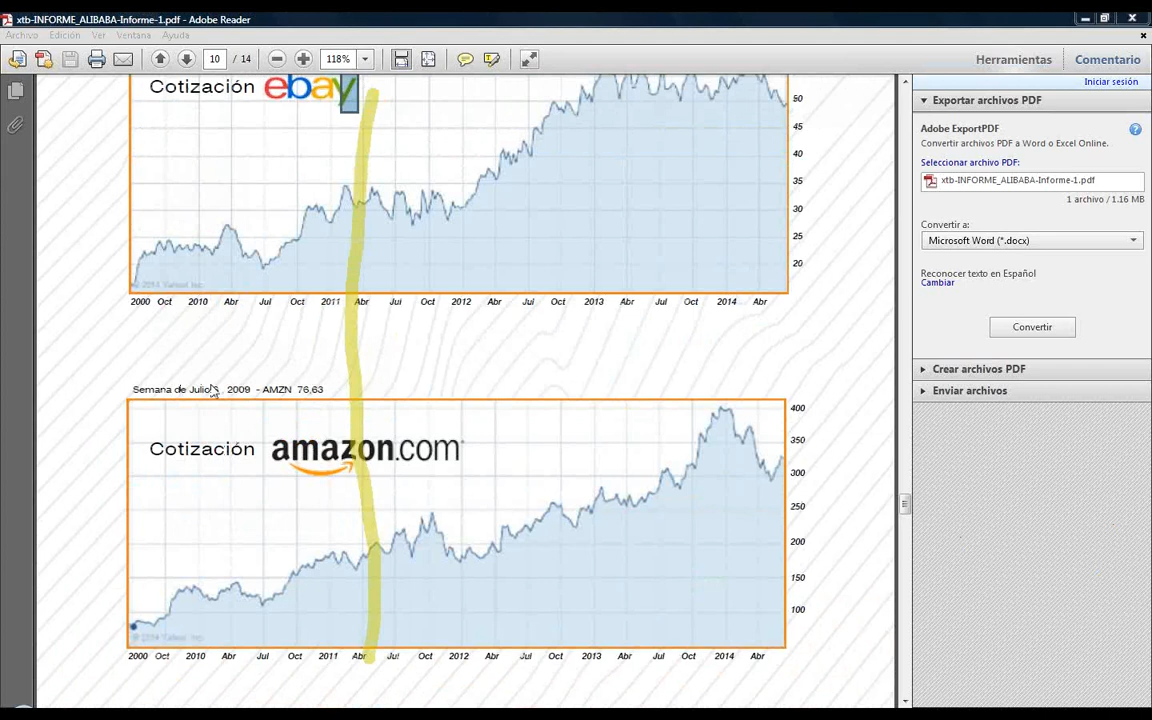 xtb-INFORME_ALIBABA-Informe-1.pdf - Adobe Reader
Archivo Edición Ver Ventana Ayuda
10 / 14 118% Herramientas Comentario
Iniciar sesión
Exportar archivos PDF
Adobe ExportPDF
Convertir archivos PDF a Word o Excel Online.
Seleccionar archivo PDF:
xtb-INFORME_ALIBABA-Informe-1.pdf
1 archivo / 1.16 MB
Convertir a:
Microsoft Word (*.docx)
Reconocer texto en Español
Cambiar
Convertir
Crear archivos PDF
Enviar archivos
Cotización ebay
50
45
40
35
30
25
20
© 2014 Yahoo! Inc.
2000 Oct 2010 Abr Jul Oct 2011 Abr Jul Oct 2012 Abr Jul Oct 2013 Abr Jul Oct 2014 Abr
Semana de Julio 2009 - AMZN 76,63
Cotización amazon.com
400
350
300
250
200
150
100
© 2014 Yahoo! Inc.
2000 Oct 2010 Abr Jul Oct 2011 Abr Jul Oct 2012 Abr Jul Oct 2013 Abr Jul Oct 2014 Abr